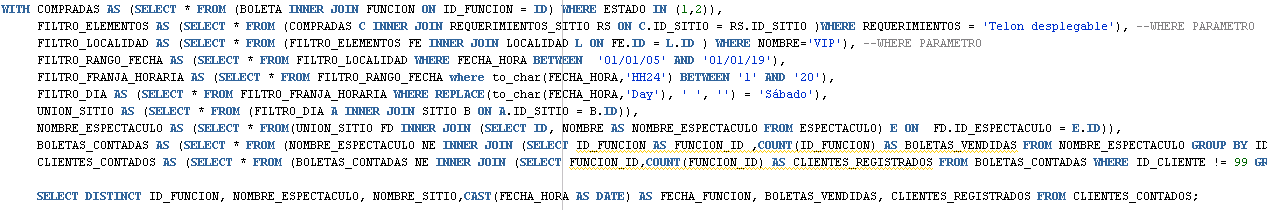 WITH COMPRADAS AS (SELECT * FROM (BOLETA INNER JOIN FUNCION ON ID_FUNCION = ID) WHERE ESTADO IN (1,2)),
FILTRO_ELEMENTOS AS (SELECT * FROM (COMPRADAS C INNER JOIN REQUERIMIENTOS_SITIO RS ON C.ID_SITIO = RS.ID_SITIO )WHERE REQUERIMIENTOS = 'Telon desplegable'), --WHERE PARAMETRO
FILTRO_LOCALIDAD AS (SELECT * FROM (FILTRO_ELEMENTOS FE INNER JOIN LOCALIDAD L ON FE.ID = L.ID ) WHERE NOMBRE='VIP'), --WHERE PARAMETRO
FILTRO_RANGO_FECHA AS (SELECT * FROM FILTRO_LOCALIDAD WHERE FECHA_HORA BETWEEN '01/01/05' AND '01/01/19'),
FILTRO_FRANJA_HORARIA AS (SELECT * FROM FILTRO_RANGO_FECHA where to_char(FECHA_HORA,'HH24') BETWEEN '1' AND '20'),
FILTRO_DIA AS (SELECT * FROM FILTRO_FRANJA_HORARIA WHERE REPLACE(to_char(FECHA_HORA,'Day'), ' ', '') = 'Sábado'),
UNION_SITIO AS (SELECT * FROM (FILTRO_DIA A INNER JOIN SITIO B ON A.ID_SITIO = B.ID)),
NOMBRE_ESPECTACULO AS (SELECT * FROM(UNION_SITIO FD INNER JOIN (SELECT ID, NOMBRE AS NOMBRE_ESPECTACULO FROM ESPECTACULO) E ON FD.ID_ESPECTACULO = E.ID)),
BOLETAS_CONTADAS AS (SELECT * FROM (NOMBRE_ESPECTACULO NE INNER JOIN (SELECT ID_FUNCION AS FUNCION_ID ,COUNT(ID_FUNCION) AS BOLETAS_VENDIDAS FROM NOMBRE_ESPECTACULO GROUP BY ID
CLIENTES_CONTADOS AS (SELECT * FROM (BOLETAS_CONTADAS NE INNER JOIN (SELECT FUNCION_ID,COUNT(FUNCION_ID) AS CLIENTES_REGISTRADOS FROM BOLETAS_CONTADAS WHERE ID_CLIENTE != 99 GR
SELECT DISTINCT ID_FUNCION, NOMBRE_ESPECTACULO, NOMBRE_SITIO,CAST(FECHA_HORA AS DATE) AS FECHA_FUNCION, BOLETAS_VENDIDAS, CLIENTES_REGISTRADOS FROM CLIENTES_CONTADOS;